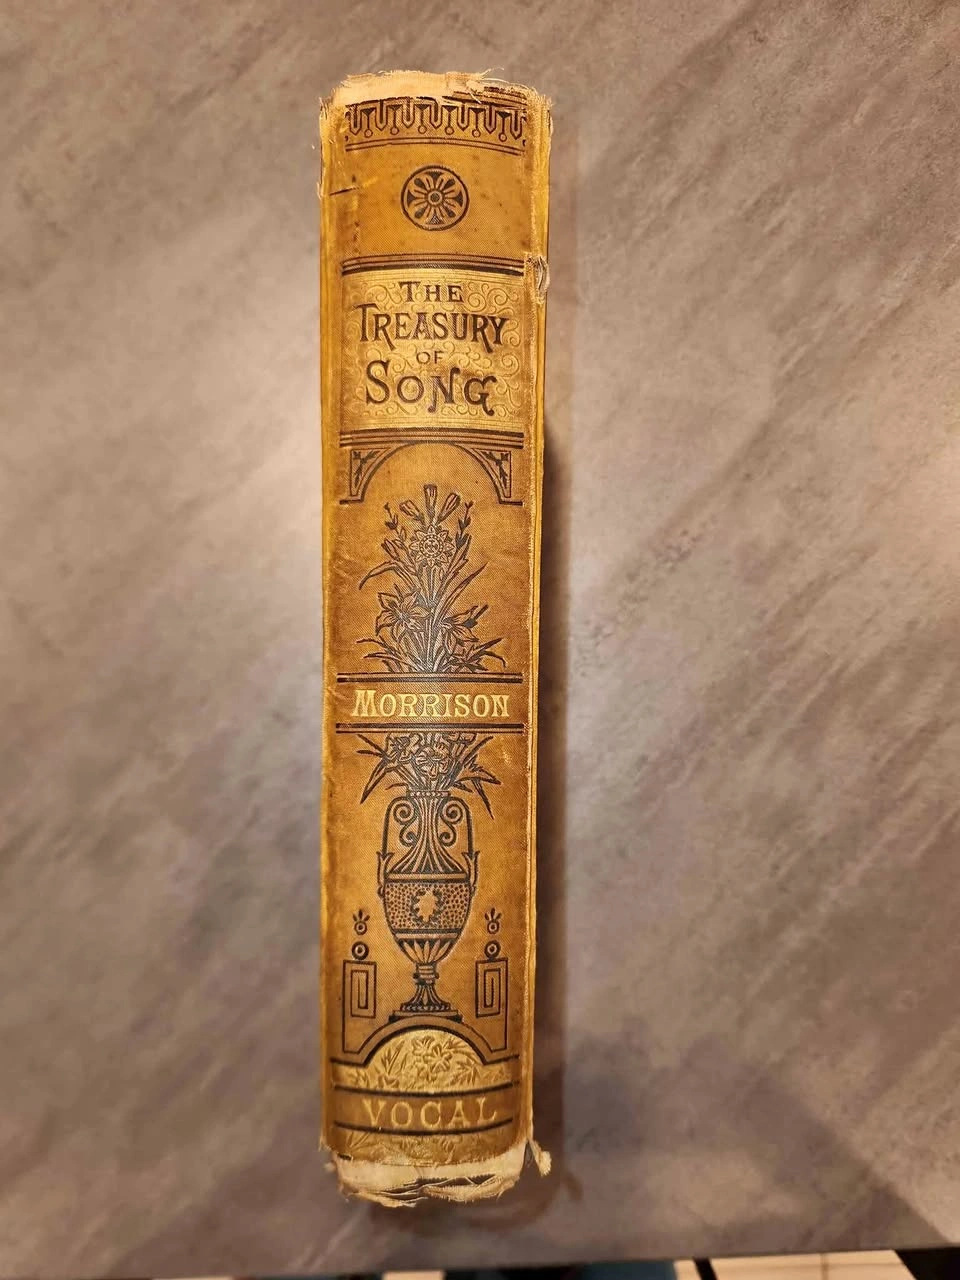 THE
TREASURY
OF
SONG
MORRISON
VOCAL